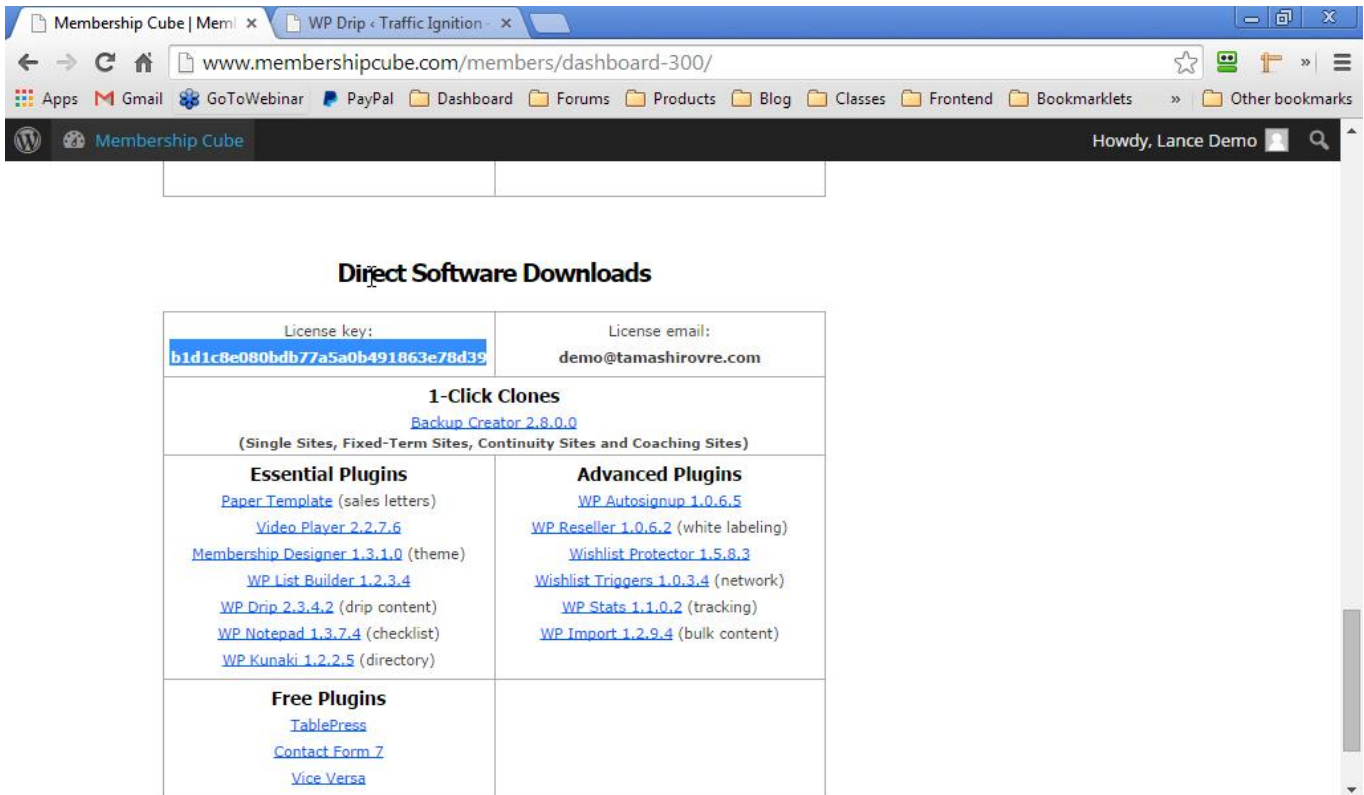 Membership Cube | Meml
WP Drip ‹ Traffic Ignition -
www.membershipcube.com/members/dashboard-300/
Apps Gmail GoToWebinar PayPal Dashboard Forums Products Blog Classes Frontend Bookmarklets » Other bookmarks
Membership Cube Howdy, Lance Demo
Direct Software Downloads
License key:
b1d1c8e080bdb77a5a0b491863e78d39
License email:
demo@tamashirovre.com
1-Click Clones
Backup Creator 2.8.0.0
(Single Sites, Fixed-Term Sites, Continuity Sites and Coaching Sites)
Essential Plugins
Paper Template (sales letters)
Video Player 2.2.7.6
Membership Designer 1.3.1.0 (theme)
WP List Builder 1.2.3.4
WP Drip 2.3.4.2 (drip content)
WP Notepad 1.3.7.4 (checklist)
WP Kunaki 1.2.2.5 (directory)
Advanced Plugins
WP Autosignup 1.0.6.5
WP Reseller 1.0.6.2 (white labeling)
Wishlist Protector 1.5.8.3
Wishlist Triggers 1.0.3.4 (network)
WP Stats 1.1.0.2 (tracking)
WP Import 1.2.9.4 (bulk content)
Free Plugins
TablePress
Contact Form 7
Vice Versa